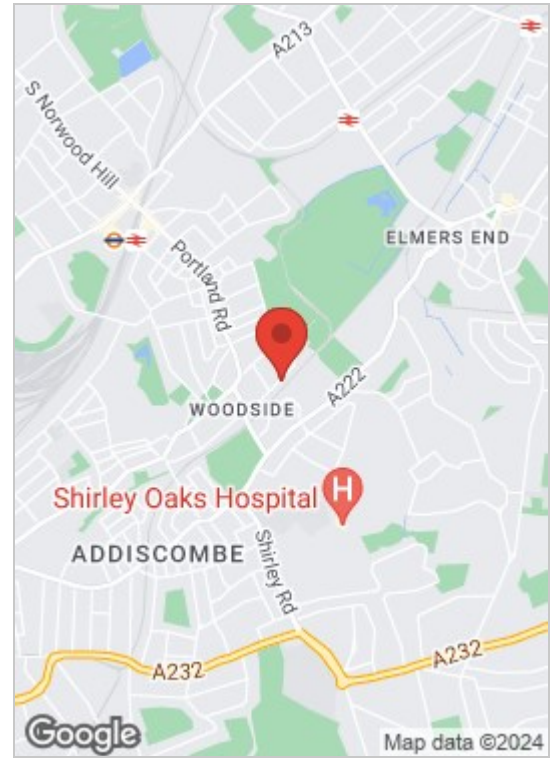 A213
S Norwood Hill
ELMERS END
Portland Rd
A222
WOODSIDE
Shirley Oaks Hospital H
ADDISCOMBE
Shirley Rd
A232
A232
Google
Map data ©2024